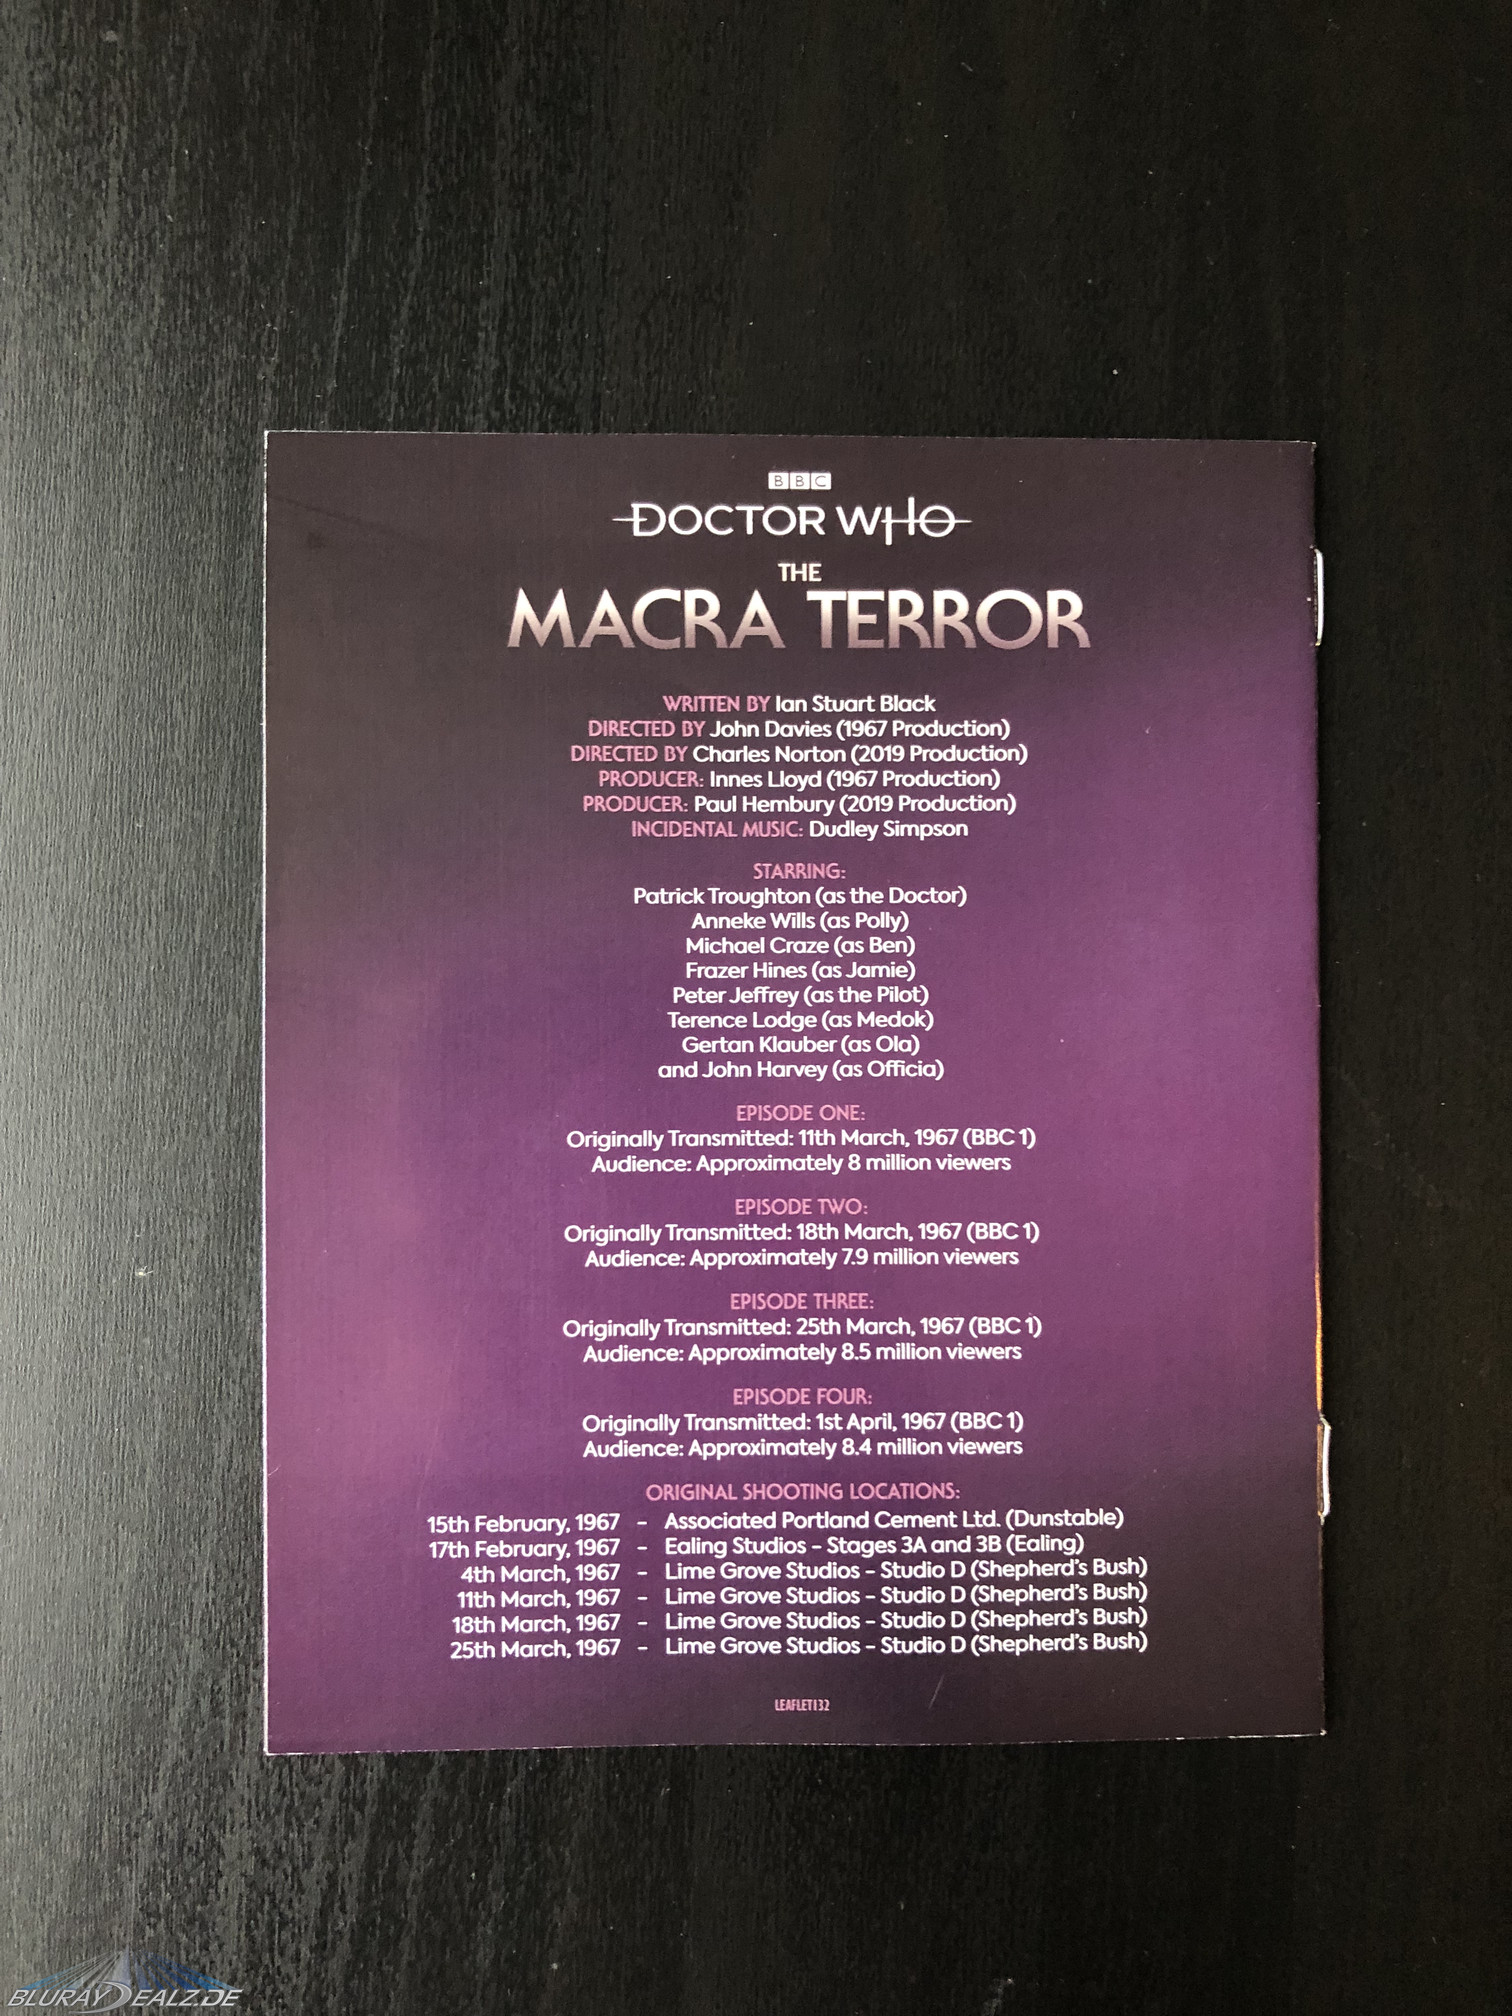 BBC
DOCTOR WHO
THE
MACRA TERROR
WRITTEN BY Ian Stuart Black
DIRECTED BY John Davies (1967 Production)
DIRECTED BY Charles Norton (2019 Production)
PRODUCER: Innes Lloyd (1967 Production)
PRODUCER: Paul Hembury (2019 Production)
INCIDENTAL MUSIC: Dudley Simpson
STARRING:
Patrick Troughton (as the Doctor)
Anneke Wills (as Polly)
Michael Craze (as Ben)
Frazer Hines (as Jamie)
Peter Jeffrey (as the Pilot)
Terence Lodge (as Medok)
Gertan Klauber (as Ola)
and John Harvey (as Officia)
EPISODE ONE:
Originally Transmitted: 11th March, 1967 (BBC 1)
Audience: Approximately 8 million viewers
EPISODE TWO:
Originally Transmitted: 18th March, 1967 (BBC 1)
Audience: Approximately 7.9 million viewers
EPISODE THREE:
Originally Transmitted: 25th March, 1967 (BBC 1)
Audience: Approximately 8.5 million viewers
EPISODE FOUR:
Originally Transmitted: 1st April, 1967 (BBC 1)
Audience: Approximately 8.4 million viewers
ORIGINAL SHOOTING LOCATIONS:
15th February, 1967 - Associated Portland Cement Ltd. (Dunstable)
17th February, 1967 - Ealing Studios - Stages 3A and 3B (Ealing)
4th March, 1967 - Lime Grove Studios - Studio D (Shepherd's Bush)
11th March, 1967 - Lime Grove Studios - Studio D (Shepherd's Bush)
18th March, 1967 - Lime Grove Studios - Studio D (Shepherd's Bush)
25th March, 1967 - Lime Grove Studios - Studio D (Shepherd's Bush)
LEAFLET132
BLURAYDEALZ.DE